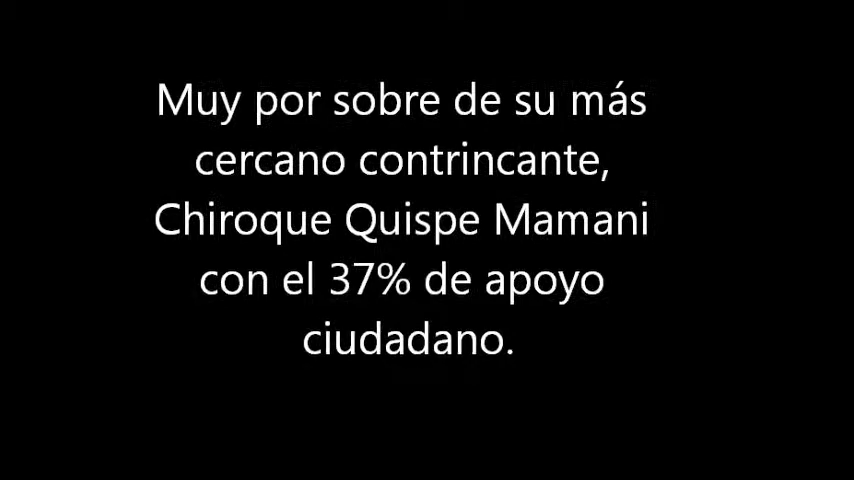 Muy por sobre de su más
cercano contrincante,
Chiroque Quispe Mamani
con el 37% de apoyo
ciudadano.